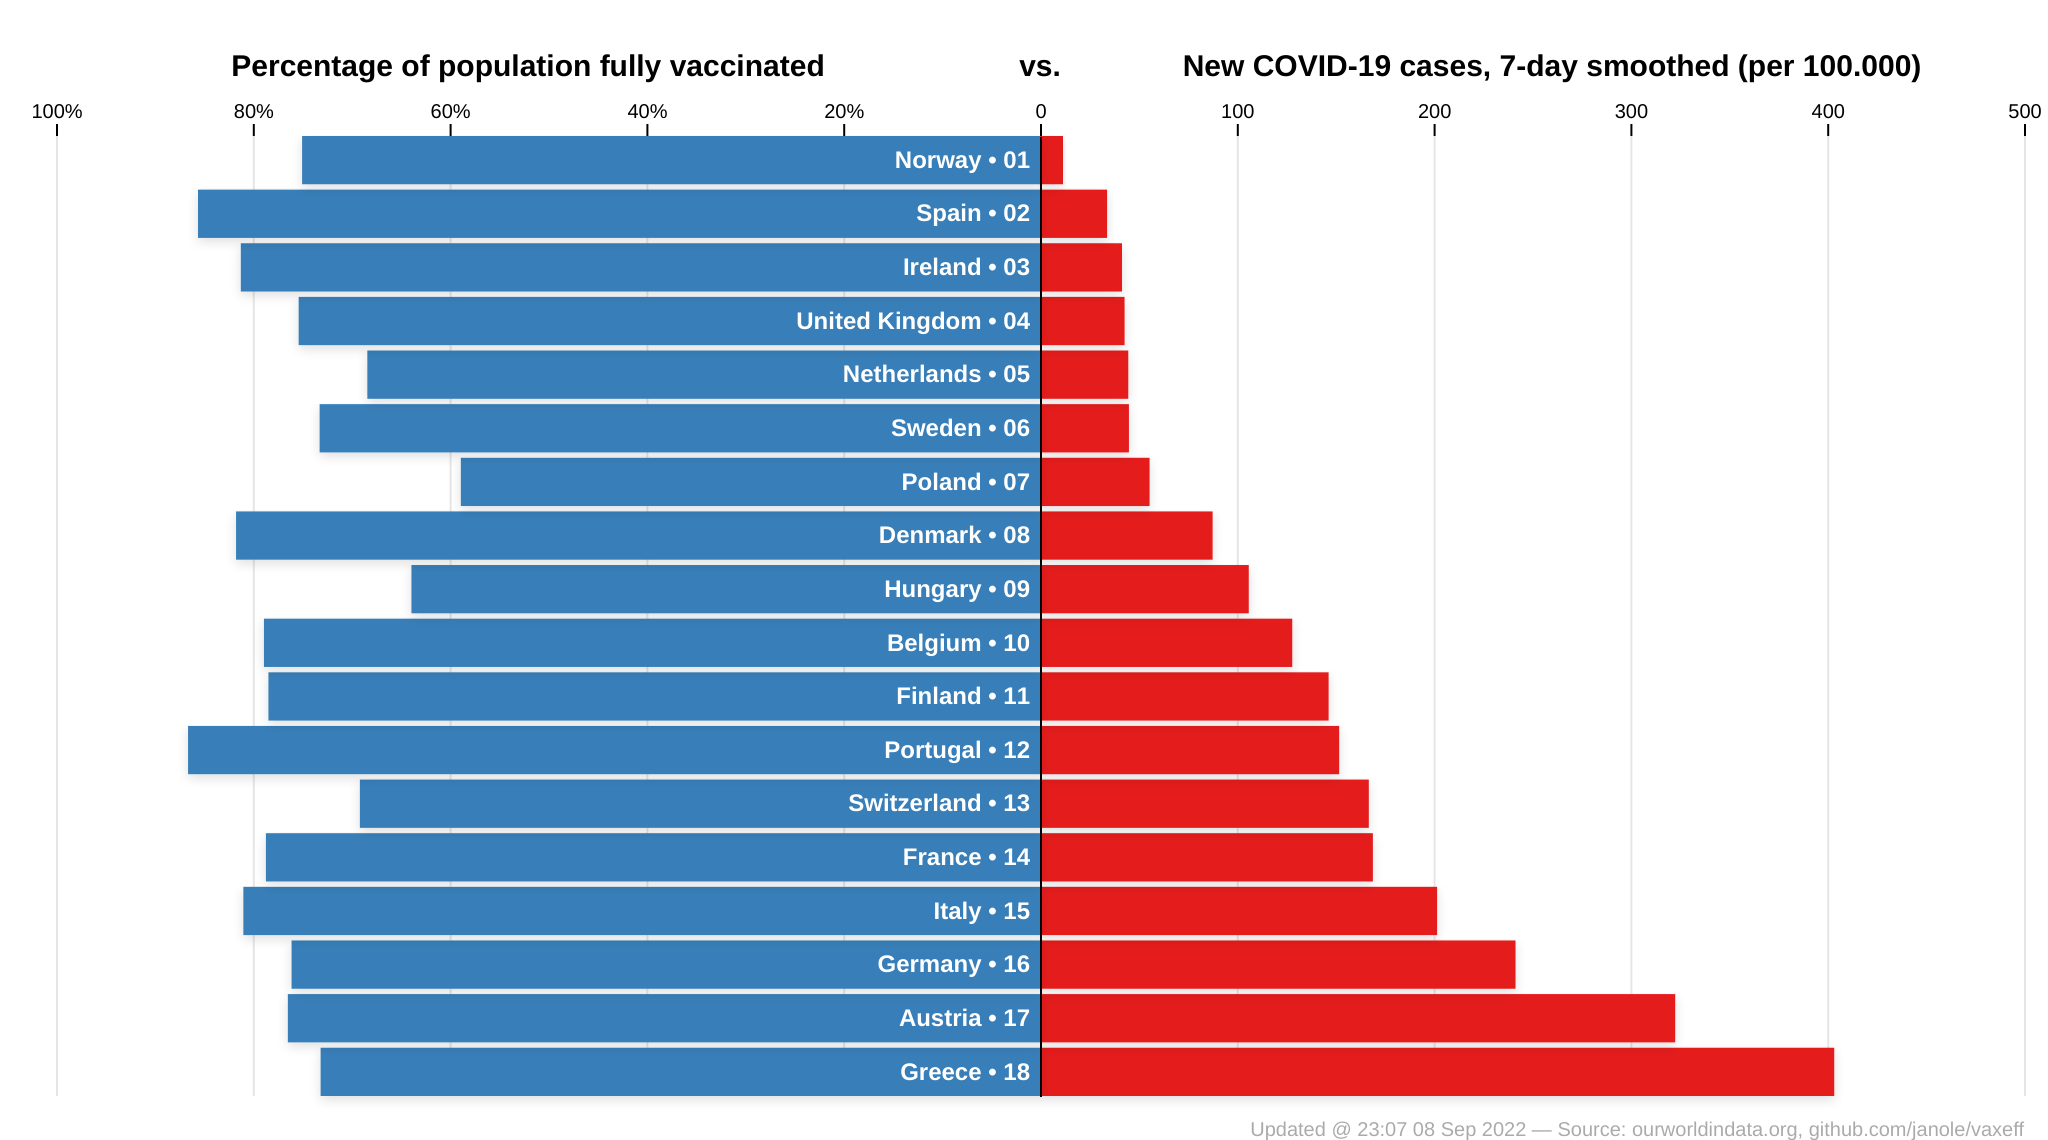 Percentage of population fully vaccinated vs. New COVID-19 cases, 7-day smoothed (per 100.000)
100% 80% 60% 40% 20% 0 100 200 300 400 500
Norway • 01
Spain • 02
Ireland • 03
United Kingdom • 04
Netherlands • 05
Sweden • 06
Poland • 07
Denmark • 08
Hungary • 09
Belgium • 10
Finland • 11
Portugal • 12
Switzerland • 13
France • 14
Italy • 15
Germany • 16
Austria • 17
Greece • 18
Updated @ 23:07 08 Sep 2022 — Source: ourworldindata.org, github.com/janole/vaxeff